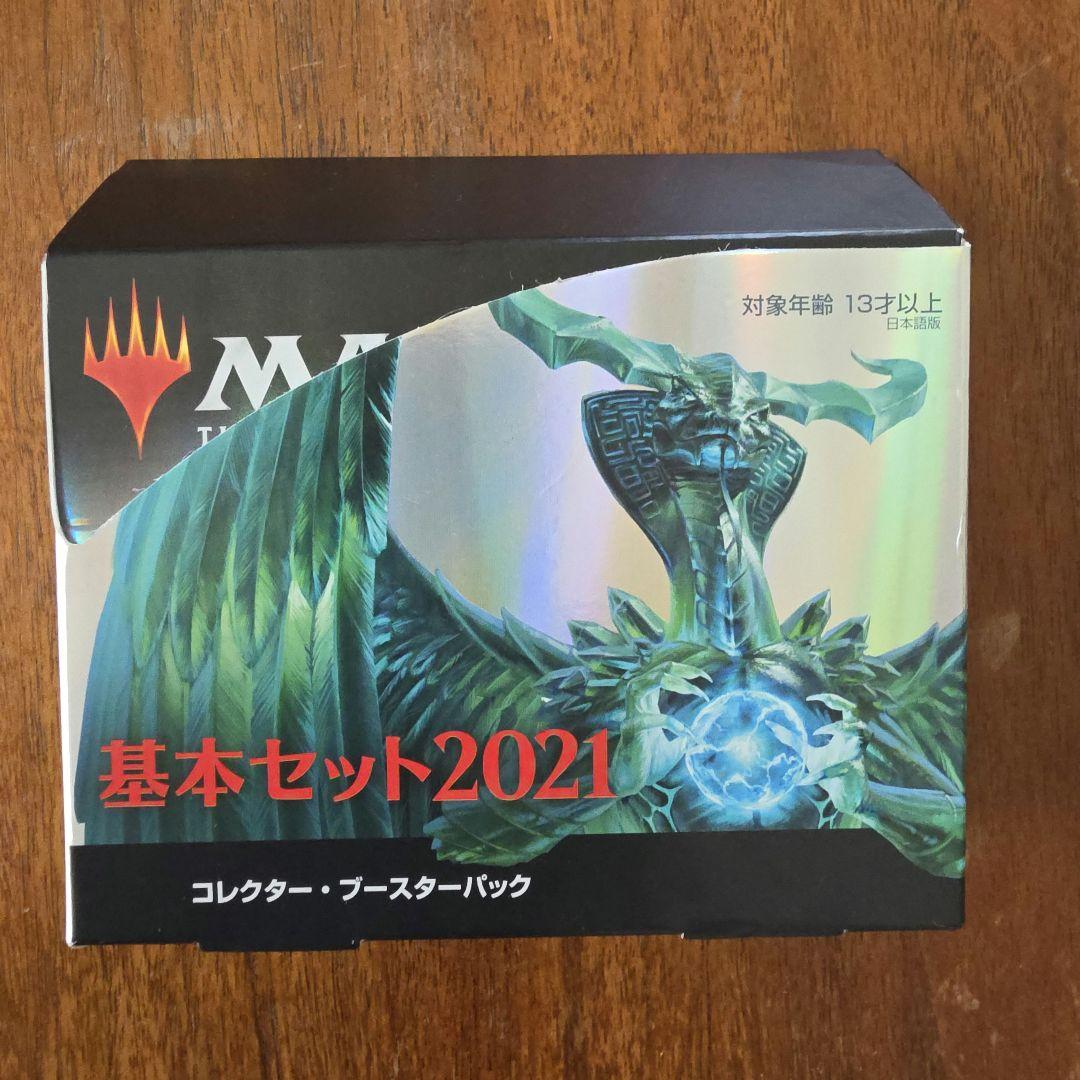 対象年齢 13才以上
日本語版
MA
基本セット2021
コレクター・ブースターパック